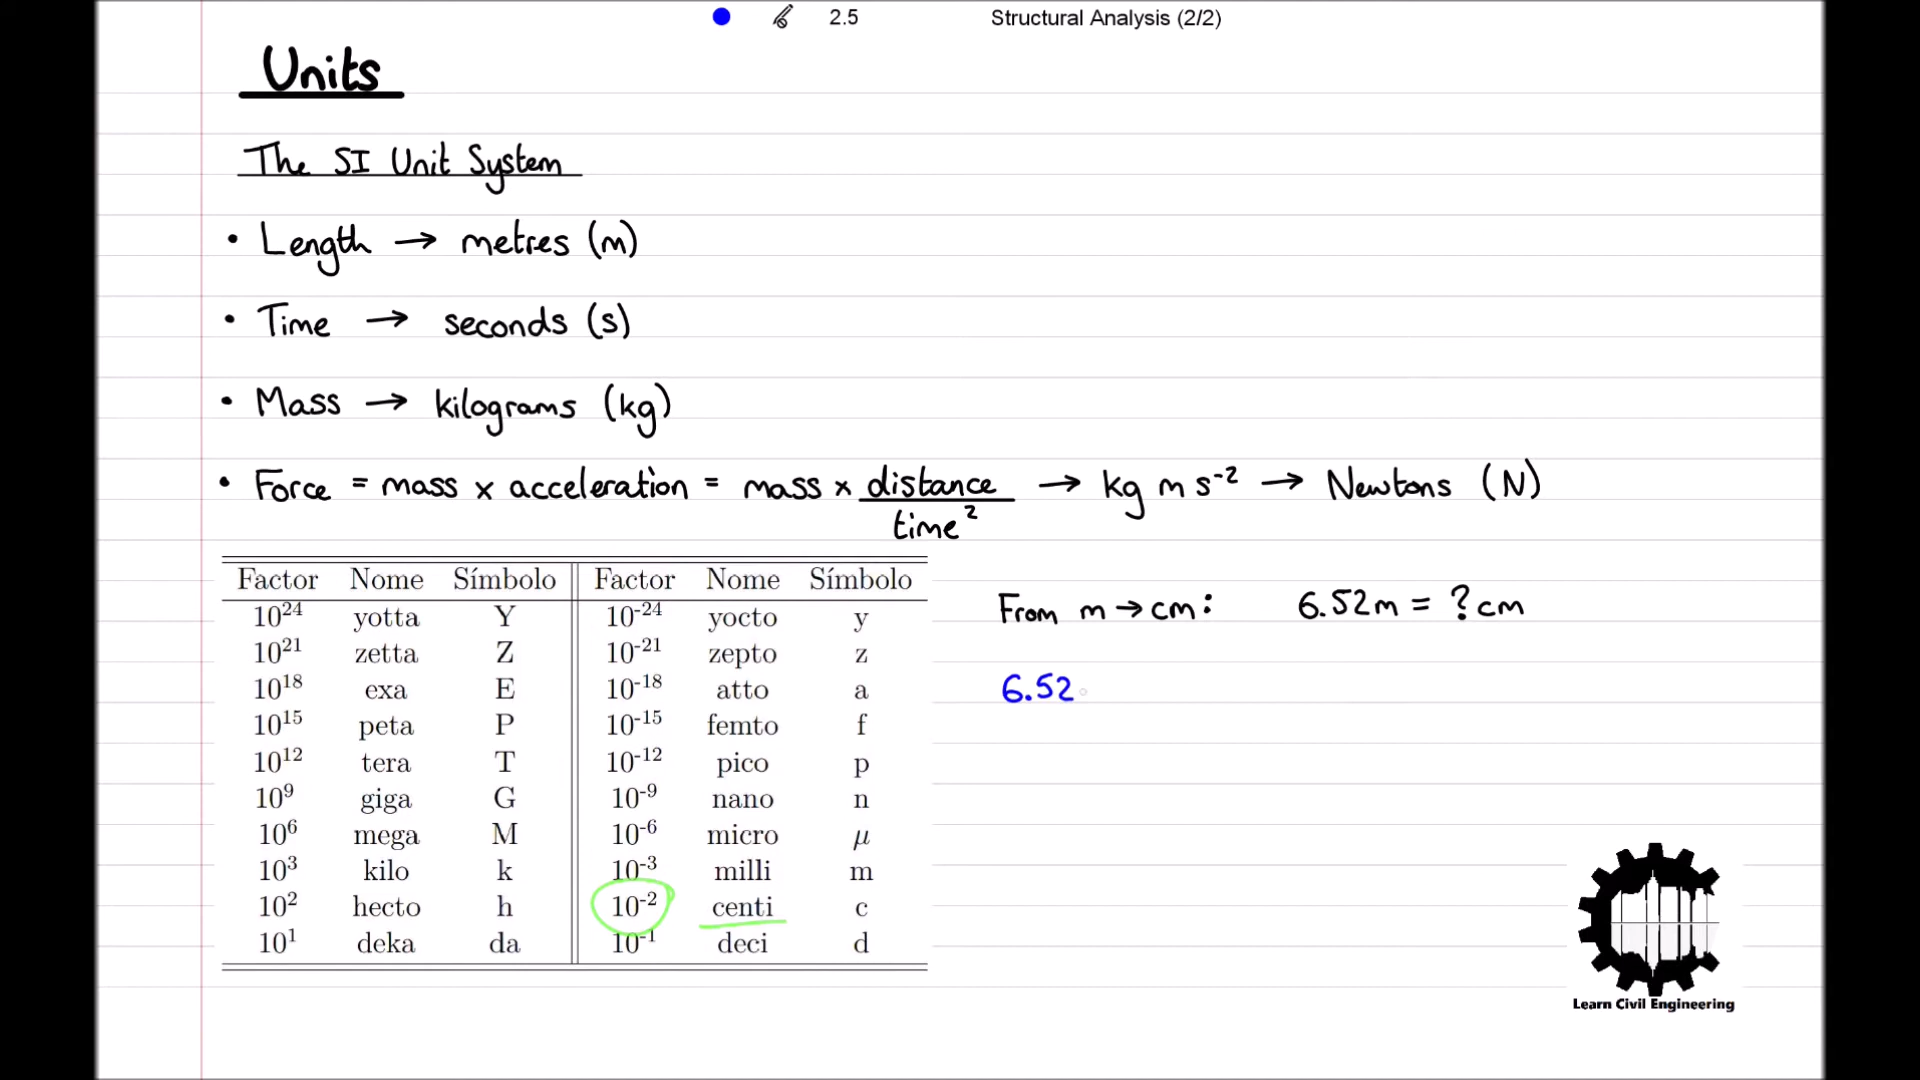 2.5 Structural Analysis (2/2)
Units
The SI Unit System
• Length → metres (m)
• Time → seconds (s)
• Mass → kilograms (kg)
• Force = mass x acceleration = mass x distance/time² → kg m s⁻² → Newtons (N)
Factor Nome Símbolo Factor Nome Símbolo
10²⁴ yotta Y 10⁻²⁴ yocto y
10²¹ zetta Z 10⁻²¹ zepto z
10¹⁸ exa E 10⁻¹⁸ atto a
10¹⁵ peta P 10⁻¹⁵ femto f
10¹² tera T 10⁻¹² pico p
10⁹ giga G 10⁻⁹ nano n
10⁶ mega M 10⁻⁶ micro μ
10³ kilo k 10⁻³ milli m
10² hecto h 10⁻² centi c
10¹ deka da 10⁻¹ deci d
From m → cm: 6.52m = ?cm
6.52
Learn Civil Engineering